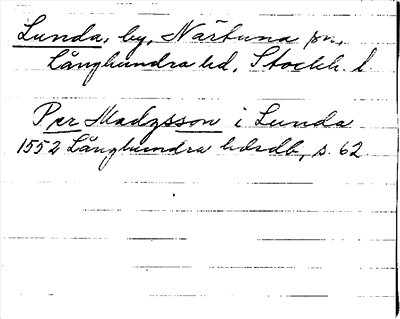 Lunda, by, Närtuna sn.,
Långhundra hd, Stockh. l
Per Madzsson i Lunda
1552 Långhundra hdrdb, s. 62